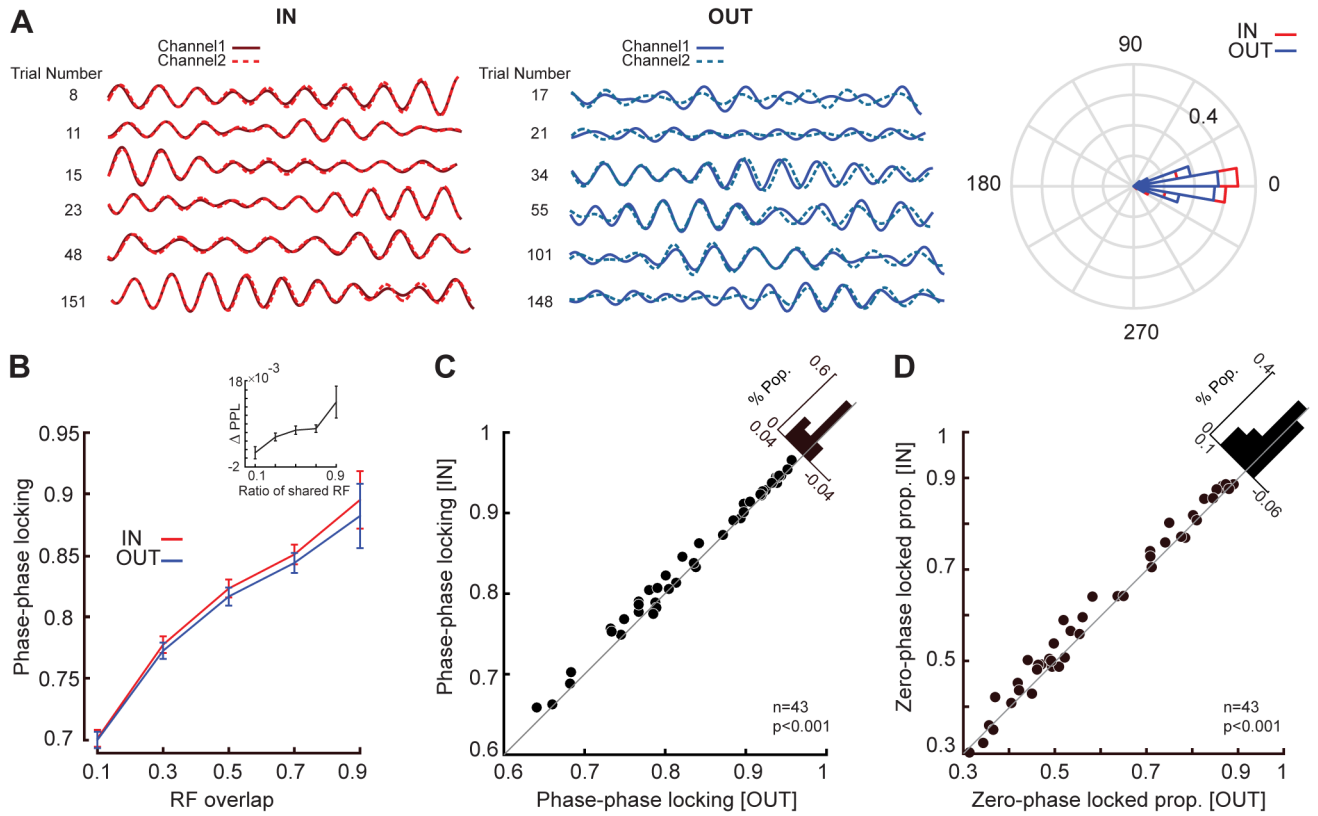 A
IN
OUT
Channel1
Channel2
Trial Number
8
11
15
23
48
151
Channel1
Channel2
Trial Number
17
21
34
55
101
148
IN
OUT
90
0.4
180
0
270
B
18
×10⁻³
Δ PPL
-2
0.1
0.9
Ratio of shared RF
0.95
0.9
0.85
0.8
0.75
0.7
Phase-phase locking
IN
OUT
0.1
0.3
0.5
0.7
0.9
RF overlap
C
% Pop.
0.6
0
0.04
-0.04
1
0.9
0.8
0.7
0.6
Phase-phase locking [IN]
n=43
p<0.001
0.6
0.7
0.8
0.9
1
Phase-phase locking [OUT]
D
% Pop.
0.4
0
0.1
-0.06
1
0.9
0.7
0.5
0.3
Zero-phase locked prop. [IN]
n=43
p<0.001
0.3
0.5
0.7
0.9
1
Zero-phase locked prop. [OUT]